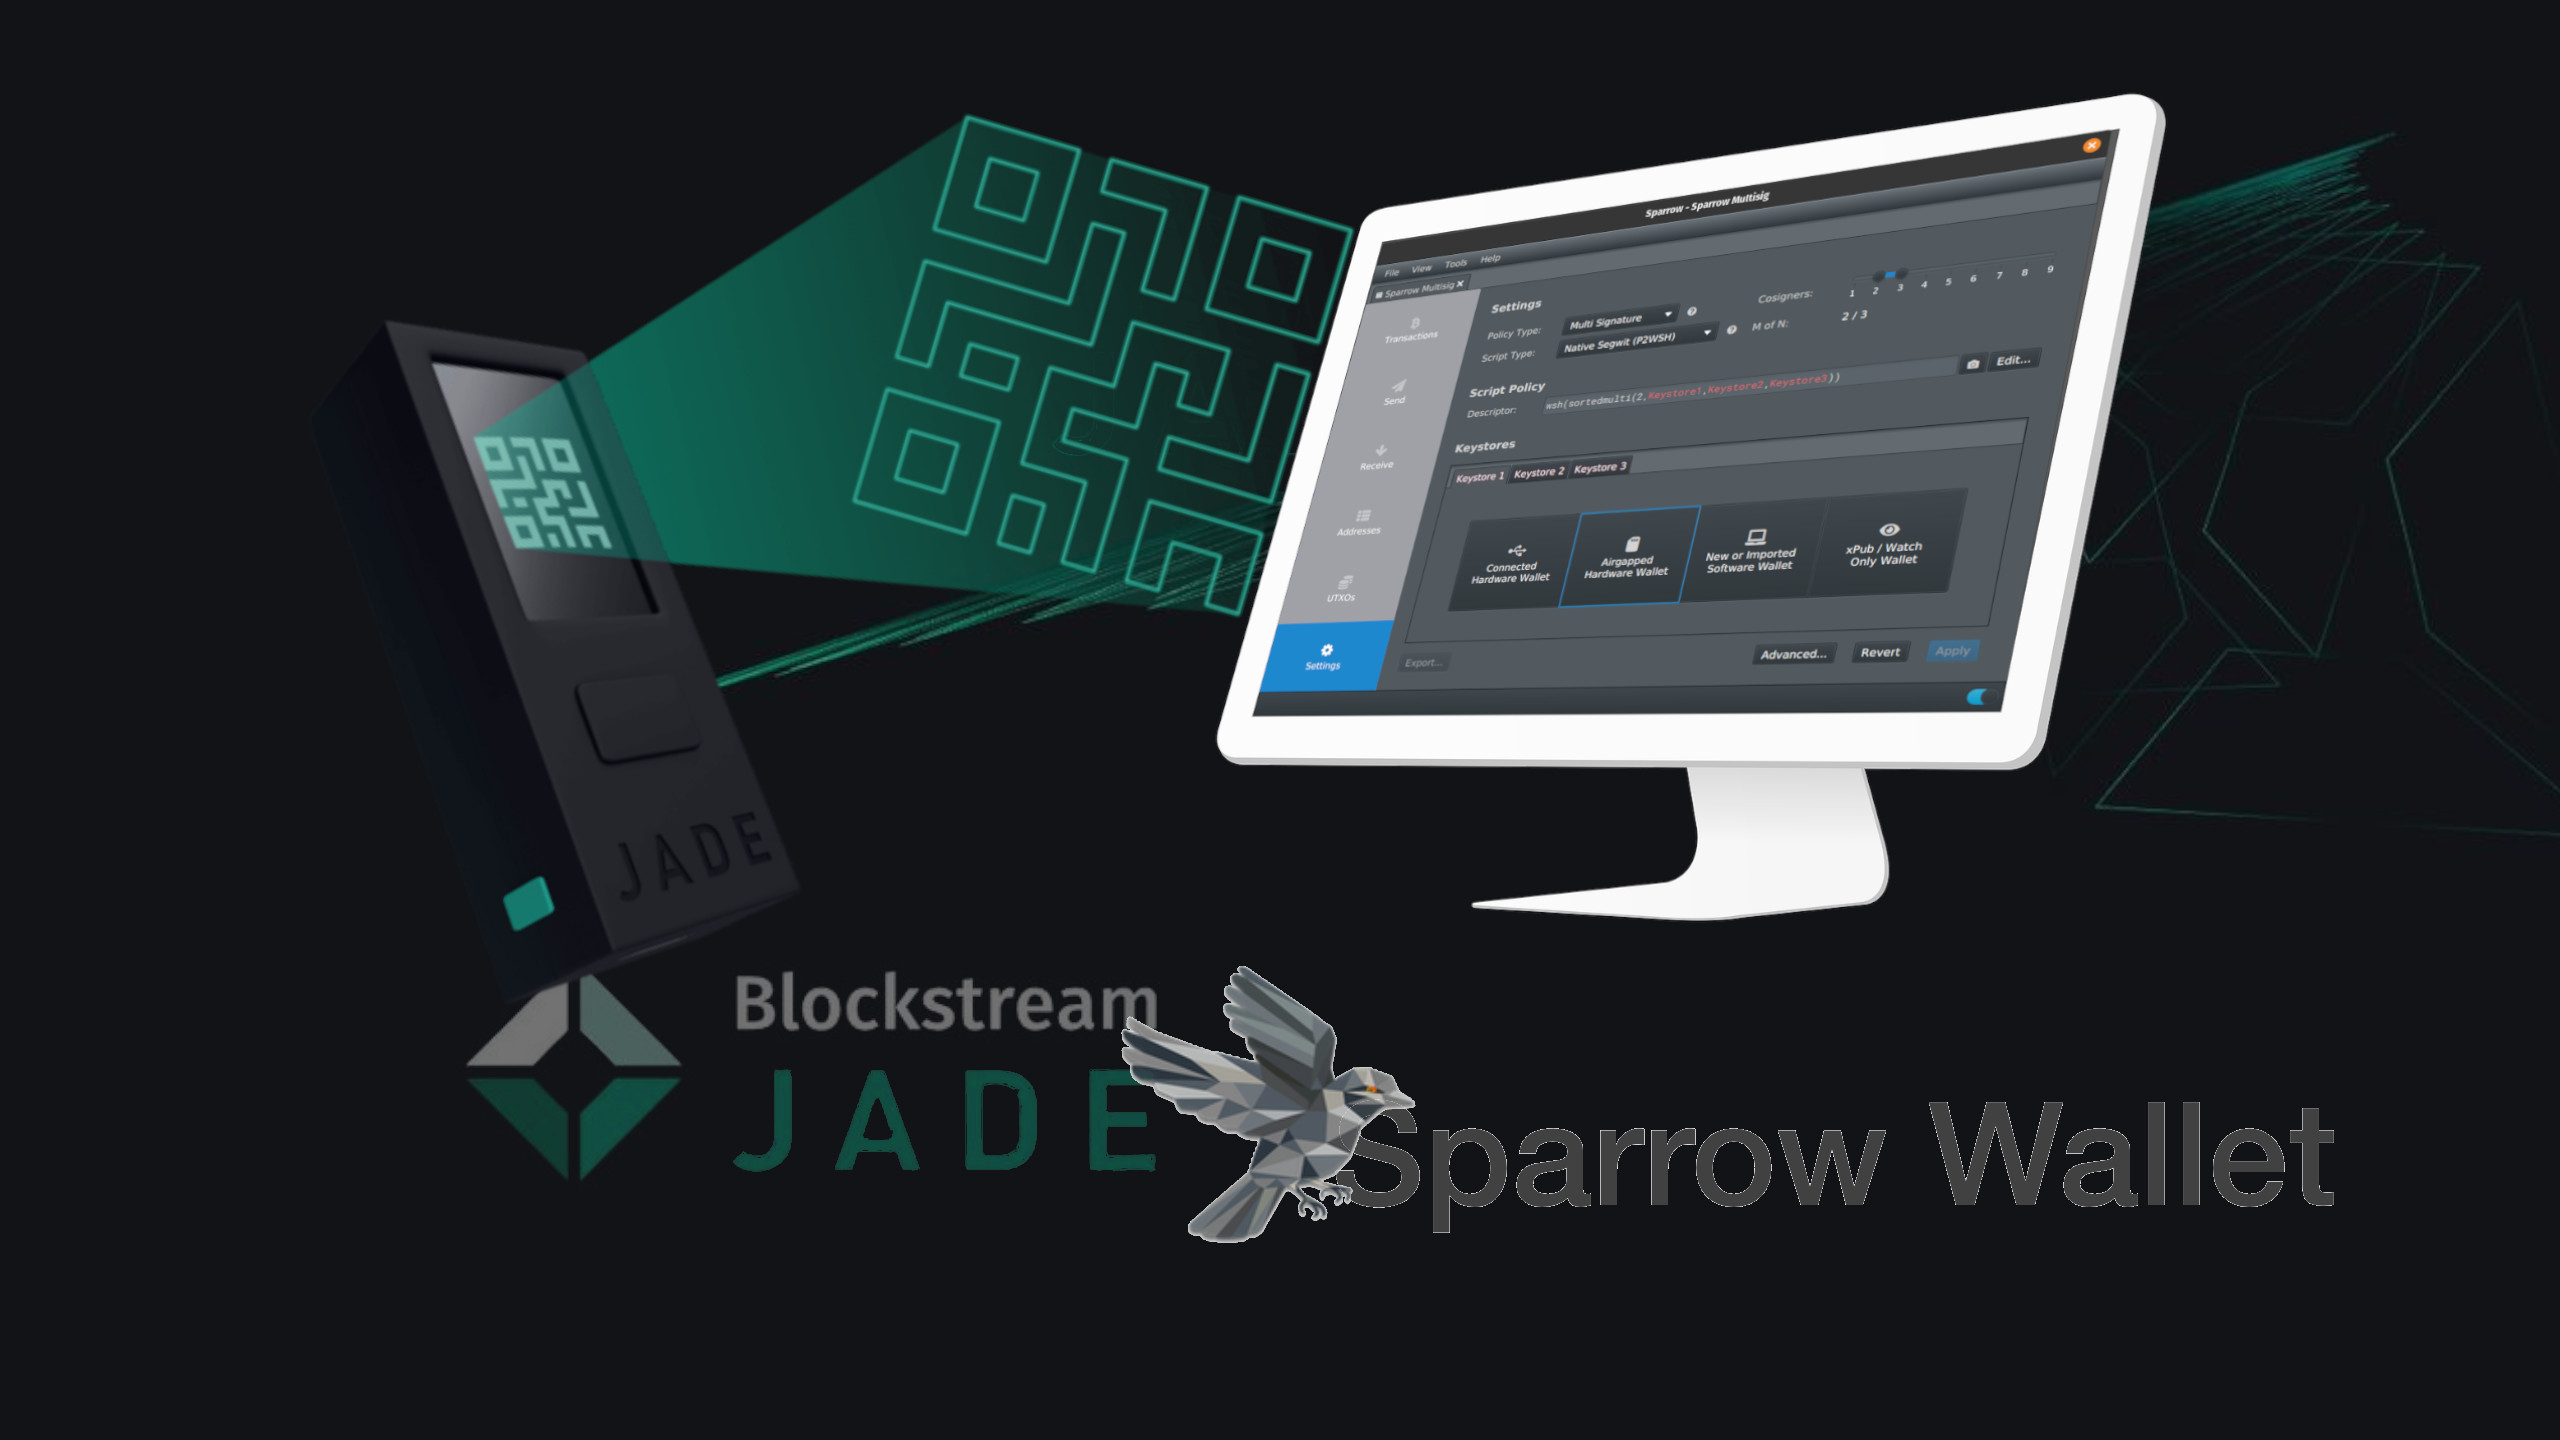 Sparrow - Sparrow Multisig
File View Tools Help
Sparrow Multisig
Transactions
Send
Receive
Addresses
UTXOs
Settings
Settings
Policy Type: Multi Signature
Script Type: Native Segwit (P2WSH)
Cosigners: 1 2 3 4 5 6 7 8 9
M of N: 2 / 3
Script Policy
Descriptor: wsh(sortedmulti(2,Keystore1,Keystore2,Keystore3))
Edit...
Keystores
Keystore 1 Keystore 2 Keystore 3
Connected
Hardware Wallet
Airgapped
Hardware Wallet
New or Imported
Software Wallet
xPub / Watch
Only Wallet
Export...
Advanced... Revert Apply
JADE
Blockstream
JADE
Sparrow Wallet